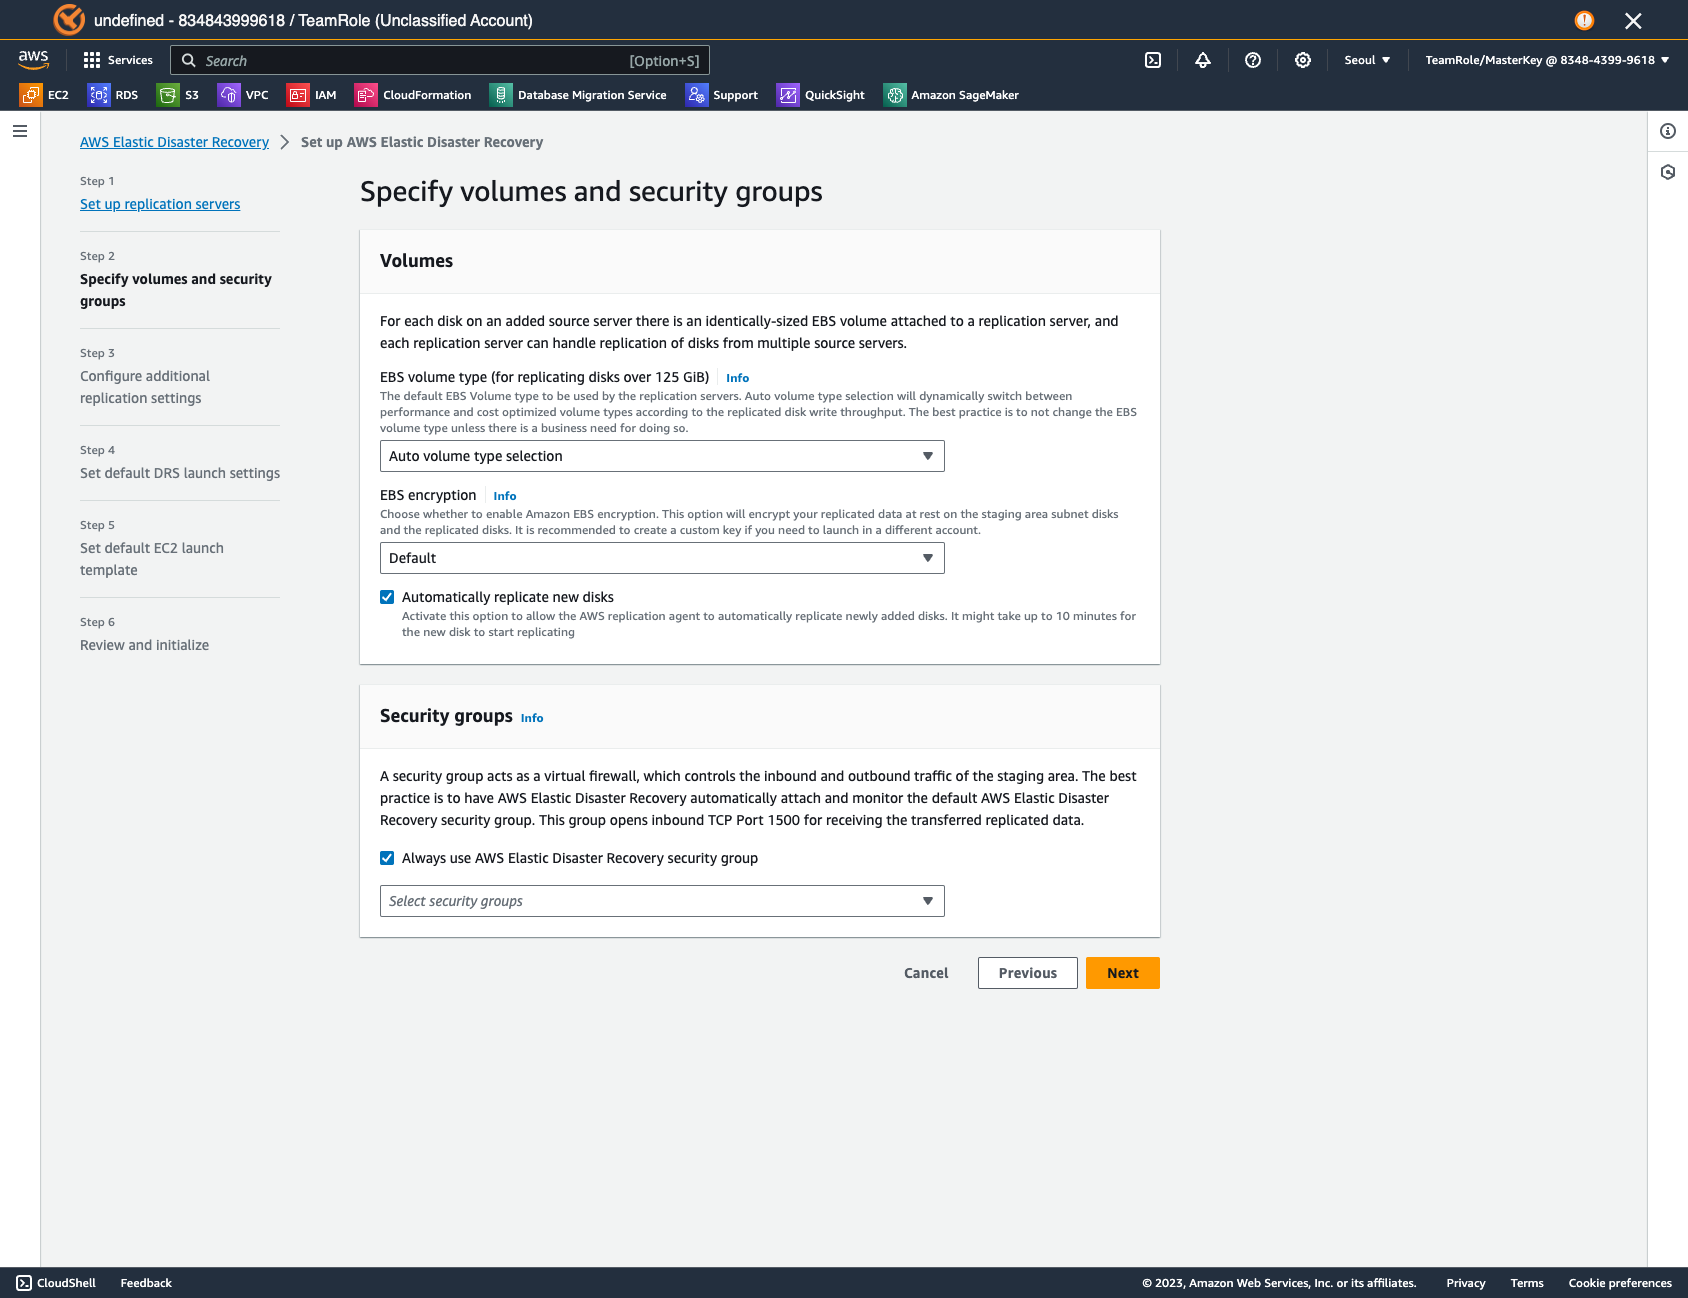 undefined - 834843999618 / TeamRole (Unclassified Account)
aws
Services
Search
[Option+S]
Seoul
TeamRole/MasterKey @ 8348-4399-9618
EC2
RDS
S3
VPC
IAM
CloudFormation
Database Migration Service
Support
QuickSight
Amazon SageMaker
AWS Elastic Disaster Recovery
Set up AWS Elastic Disaster Recovery
Step 1
Set up replication servers
Step 2
Specify volumes and security
groups
Step 3
Configure additional
replication settings
Step 4
Set default DRS launch settings
Step 5
Set default EC2 launch
template
Step 6
Review and initialize
Specify volumes and security groups
Volumes
For each disk on an added source server there is an identically-sized EBS volume attached to a replication server, and
each replication server can handle replication of disks from multiple source servers.
EBS volume type (for replicating disks over 125 GiB)
Info
The default EBS Volume type to be used by the replication servers. Auto volume type selection will dynamically switch between
performance and cost optimized volume types according to the replicated disk write throughput. The best practice is to not change the EBS
volume type unless there is a business need for doing so.
Auto volume type selection
EBS encryption
Info
Choose whether to enable Amazon EBS encryption. This option will encrypt your replicated data at rest on the staging area subnet disks
and the replicated disks. It is recommended to create a custom key if you need to launch in a different account.
Default
Automatically replicate new disks
Activate this option to allow the AWS replication agent to automatically replicate newly added disks. It might take up to 10 minutes for
the new disk to start replicating
Security groups
Info
A security group acts as a virtual firewall, which controls the inbound and outbound traffic of the staging area. The best
practice is to have AWS Elastic Disaster Recovery automatically attach and monitor the default AWS Elastic Disaster
Recovery security group. This group opens inbound TCP Port 1500 for receiving the transferred replicated data.
Always use AWS Elastic Disaster Recovery security group
Select security groups
Cancel
Previous
Next
CloudShell
Feedback
© 2023, Amazon Web Services, Inc. or its affiliates.
Privacy
Terms
Cookie preferences